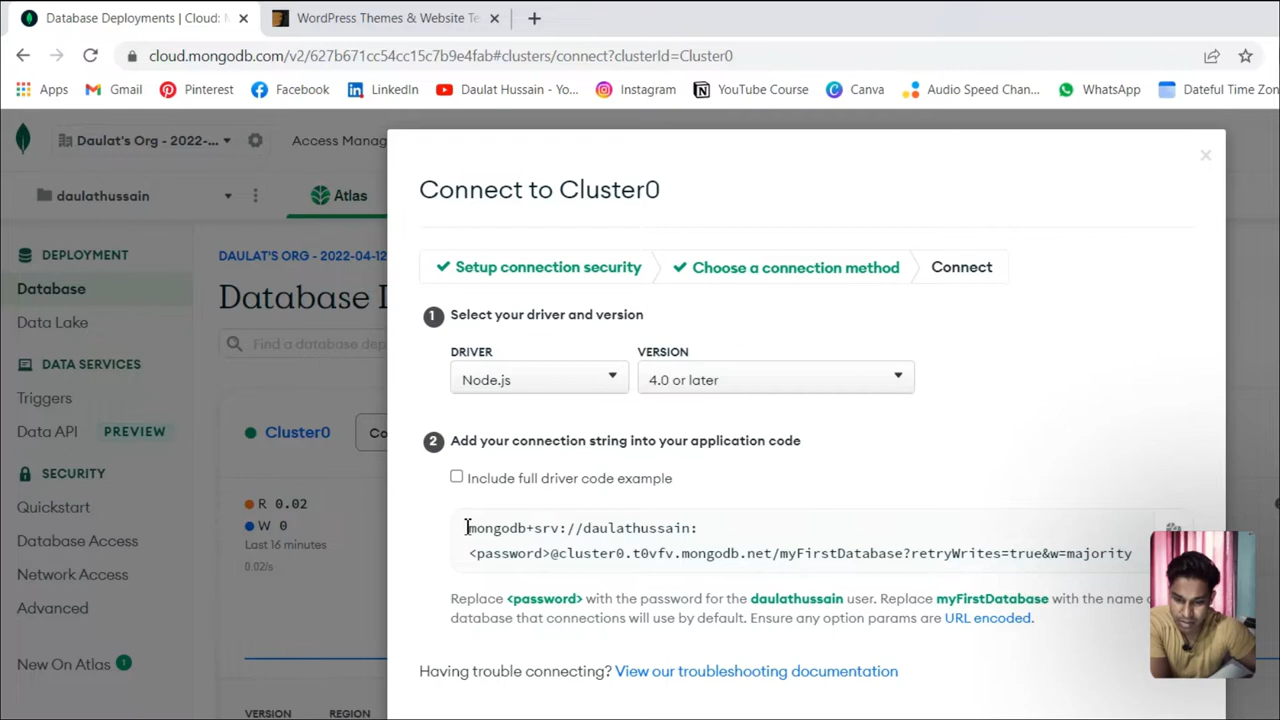 Database Deployments | Cloud: M
WordPress Themes & Website Te
cloud.mongodb.com/v2/627b671cc54cc15c7b9e4fab#clusters/connect?clusterId=Cluster0
Apps
Gmail
Pinterest
Facebook
LinkedIn
Daulat Hussain - Yo...
Instagram
YouTube Course
Canva
Audio Speed Chan...
WhatsApp
Dateful Time Zon
Daulat's Org - 2022-...
Access Manag
daulathussain
Atlas
DEPLOYMENT
Database
Data Lake
DATA SERVICES
Triggers
Data API PREVIEW
SECURITY
Quickstart
Database Access
Network Access
Advanced
New On Atlas 1
DAULAT'S ORG - 2022-04-12
Database D
Find a database dep
Cluster0
Co
R 0.02
W 0
Last 16 minutes
0.02/s
VERSION
REGION
Connect to Cluster0
Setup connection security
Choose a connection method
Connect
1 Select your driver and version
DRIVER
VERSION
Node.js
4.0 or later
2 Add your connection string into your application code
Include full driver code example
mongodb+srv://daulathussain:
<password>@cluster0.t0vfv.mongodb.net/myFirstDatabase?retryWrites=true&w=majority
Replace <password> with the password for the daulathussain user. Replace myFirstDatabase with the name
database that connections will use by default. Ensure any option params are URL encoded.
Having trouble connecting? View our troubleshooting documentation